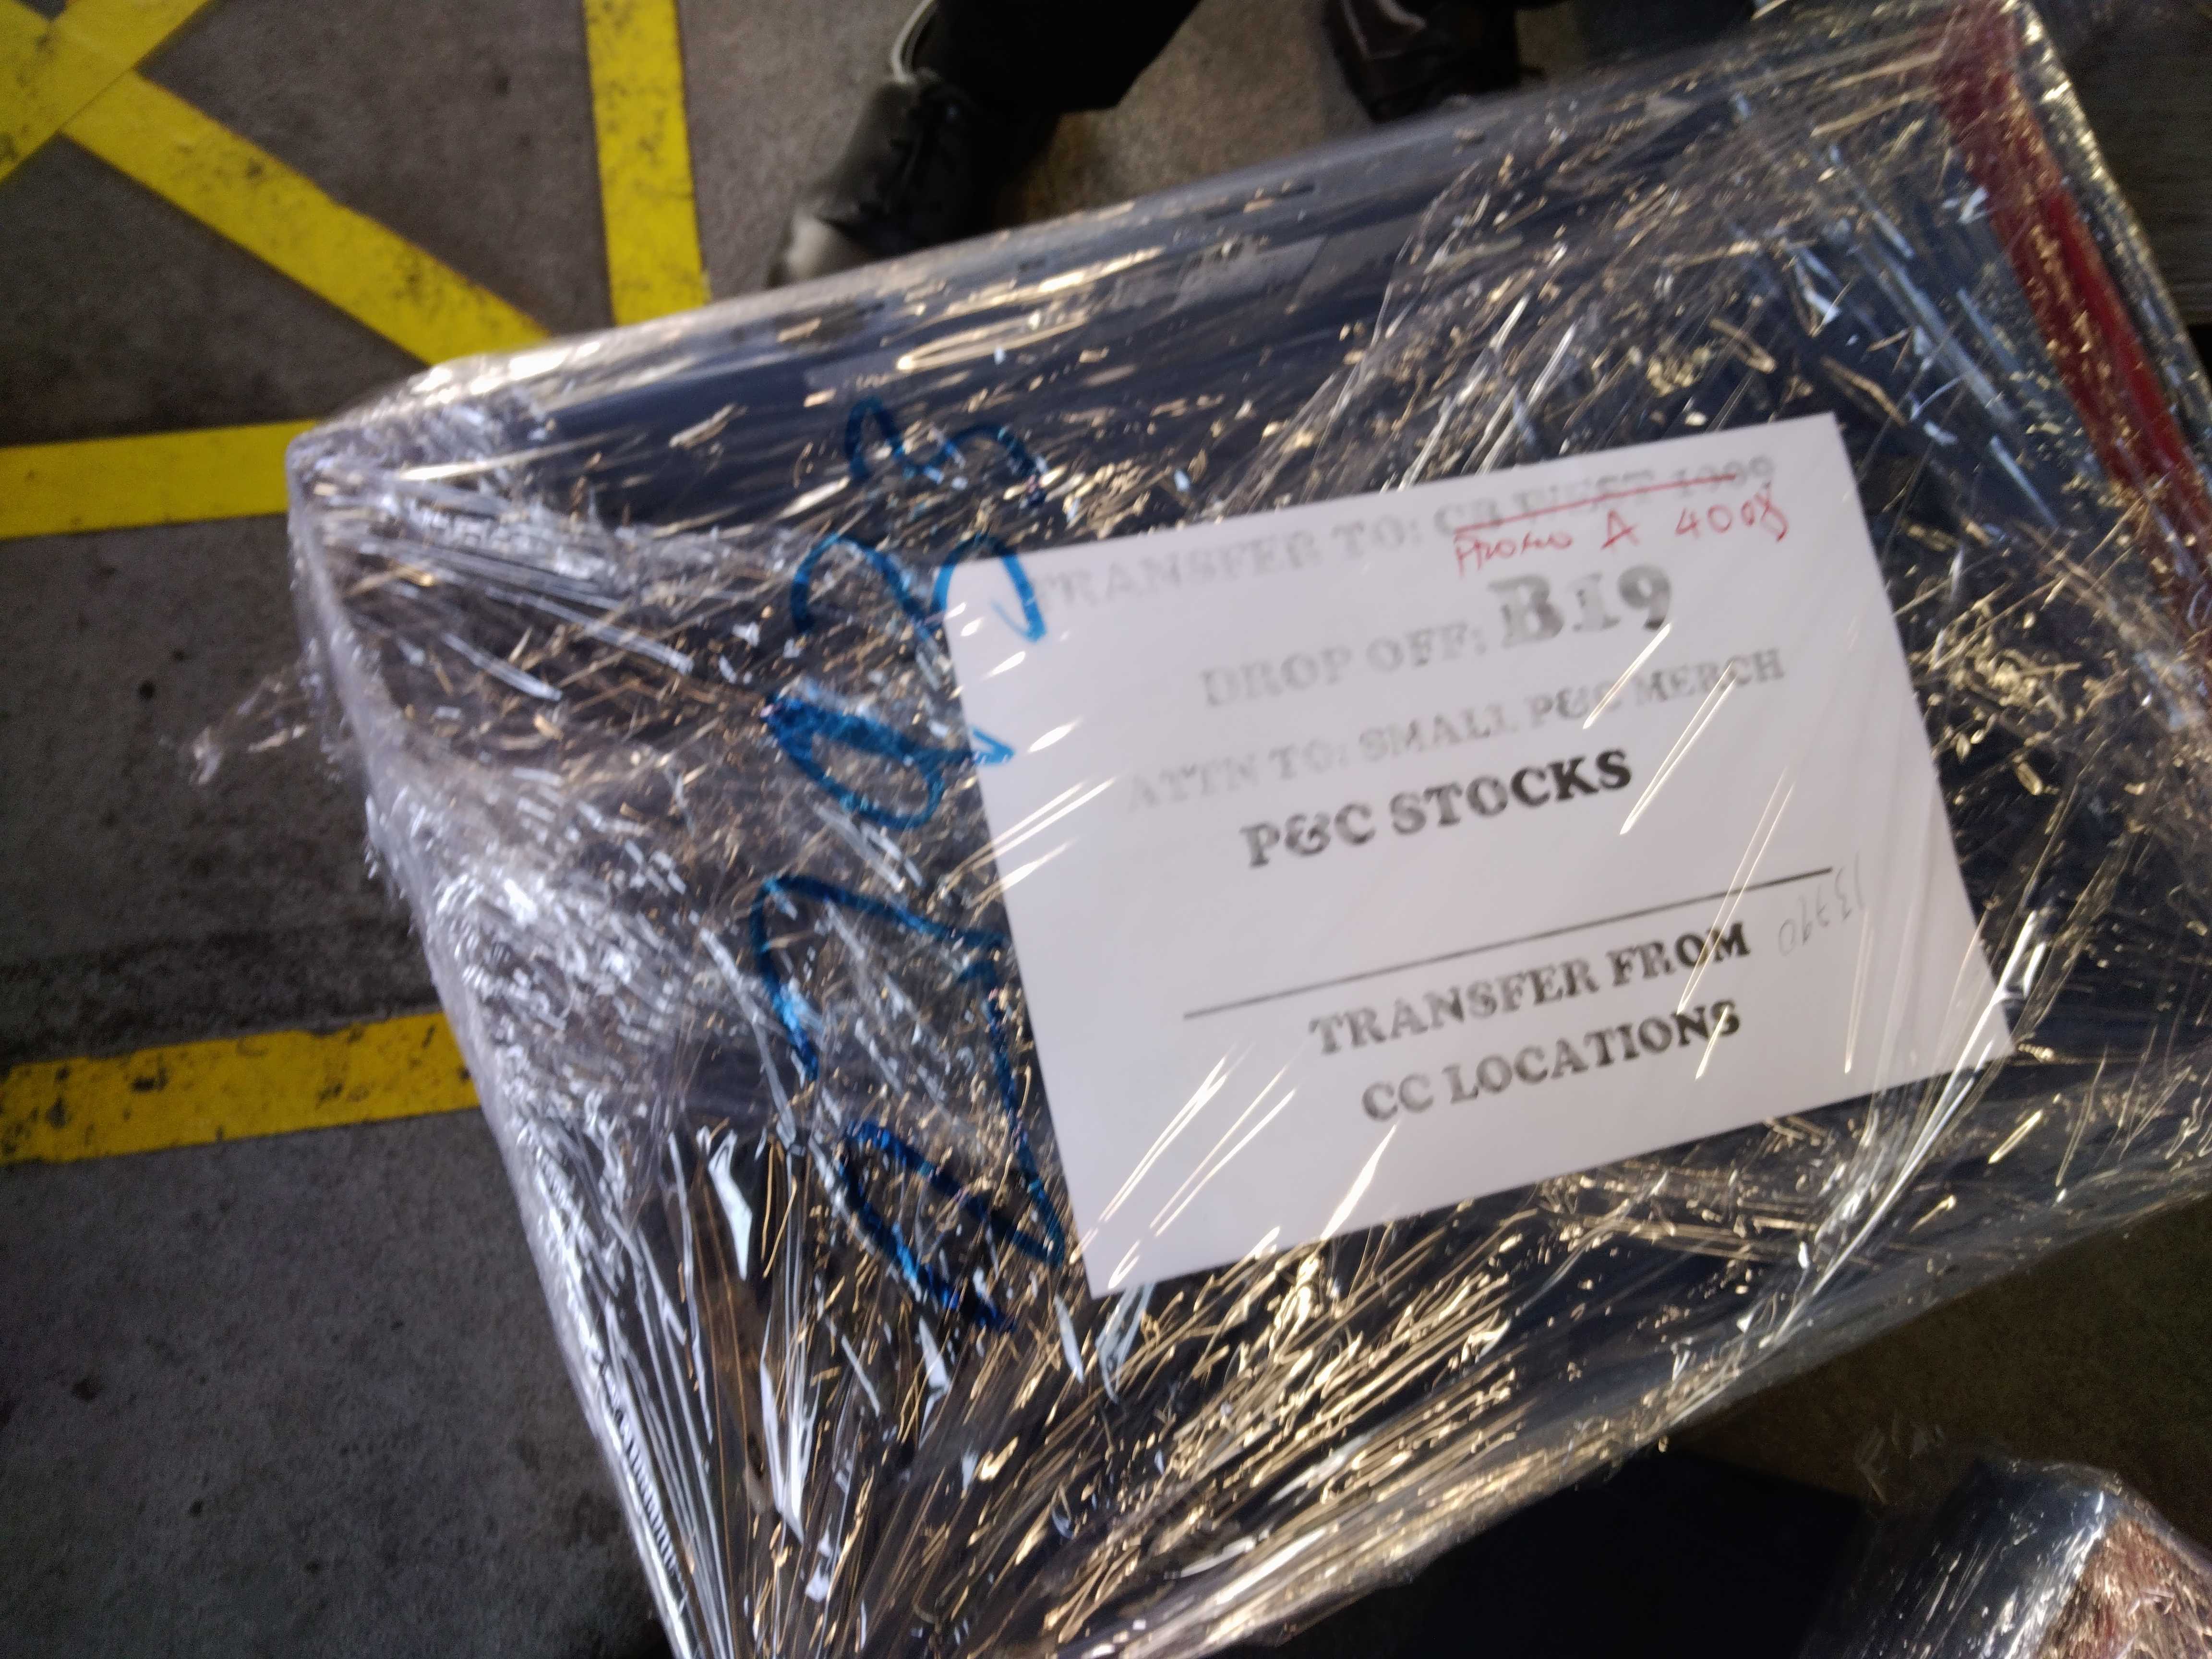 TRANSFER TO:
Promo A 4008
DROP OFF: B19
ATTN TO: SMALL P&C MERCH
P&C STOCKS
TRANSFER FROM
CC LOCATIONS